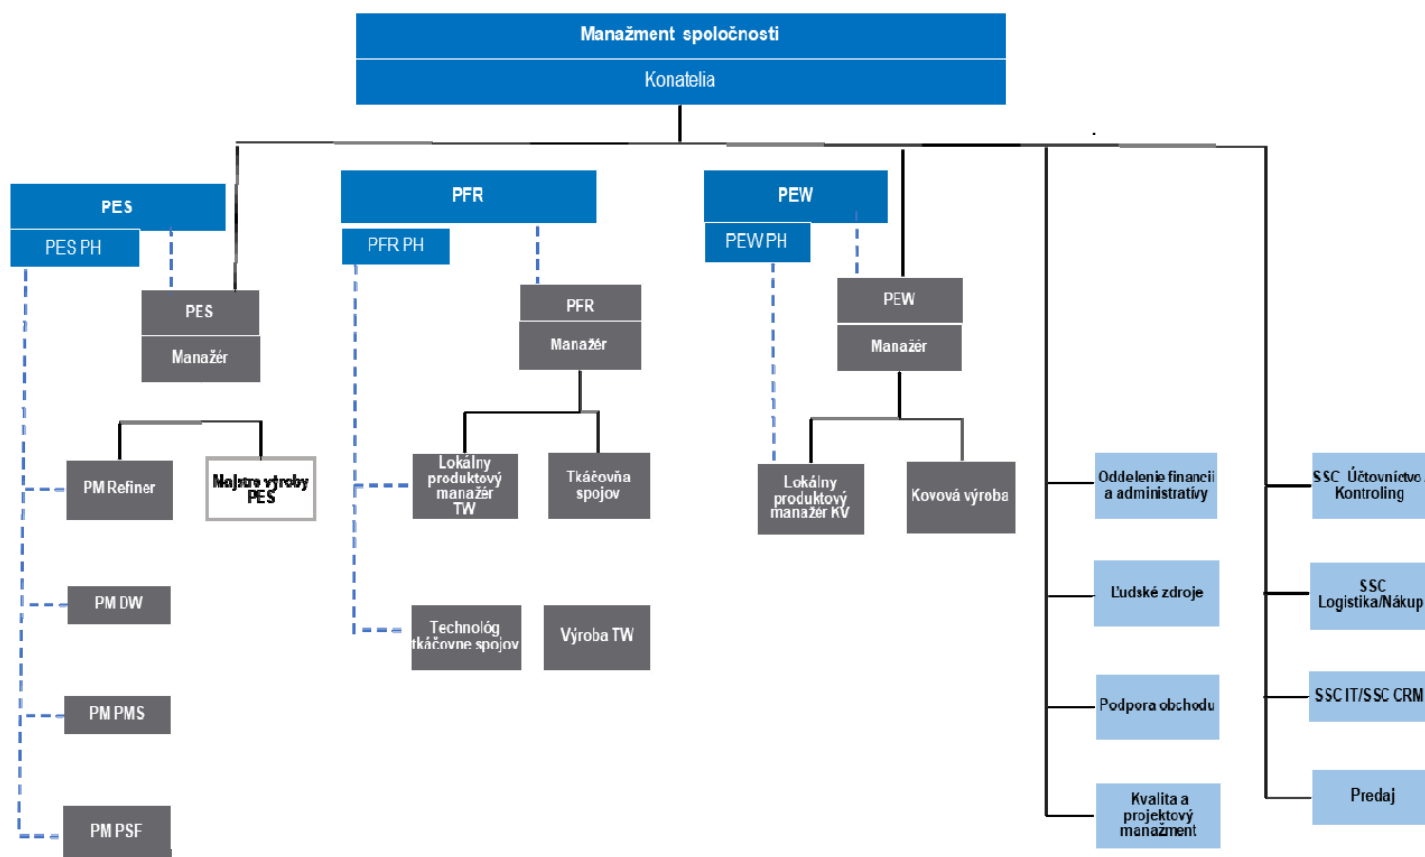 Manažment spoločnosti
Konatelia
PES
PES PH
PES
Manažér
PM Refiner
Majstre výroby
PES
PM DW
PM PMS
PM PSF
PFR
PFR PH
PFR
Manažér
Lokálny
produktový
manažér
TW
Tkáčovňa
spojov
Technológ
tkáčovne spojov
Výroba TW
PEW
PEW PH
PEW
Manažér
Lokálny
produktový
manažér KV
Kovová výroba
Oddelenie financií
a administratívy
Ľudské zdroje
Podpora obchodu
Kvalita a
projektový
manažment
SSC Účtovníctvo
Kontroling
SSC
Logistika/Nákup
SSC IT/SSC CRM
Predaj